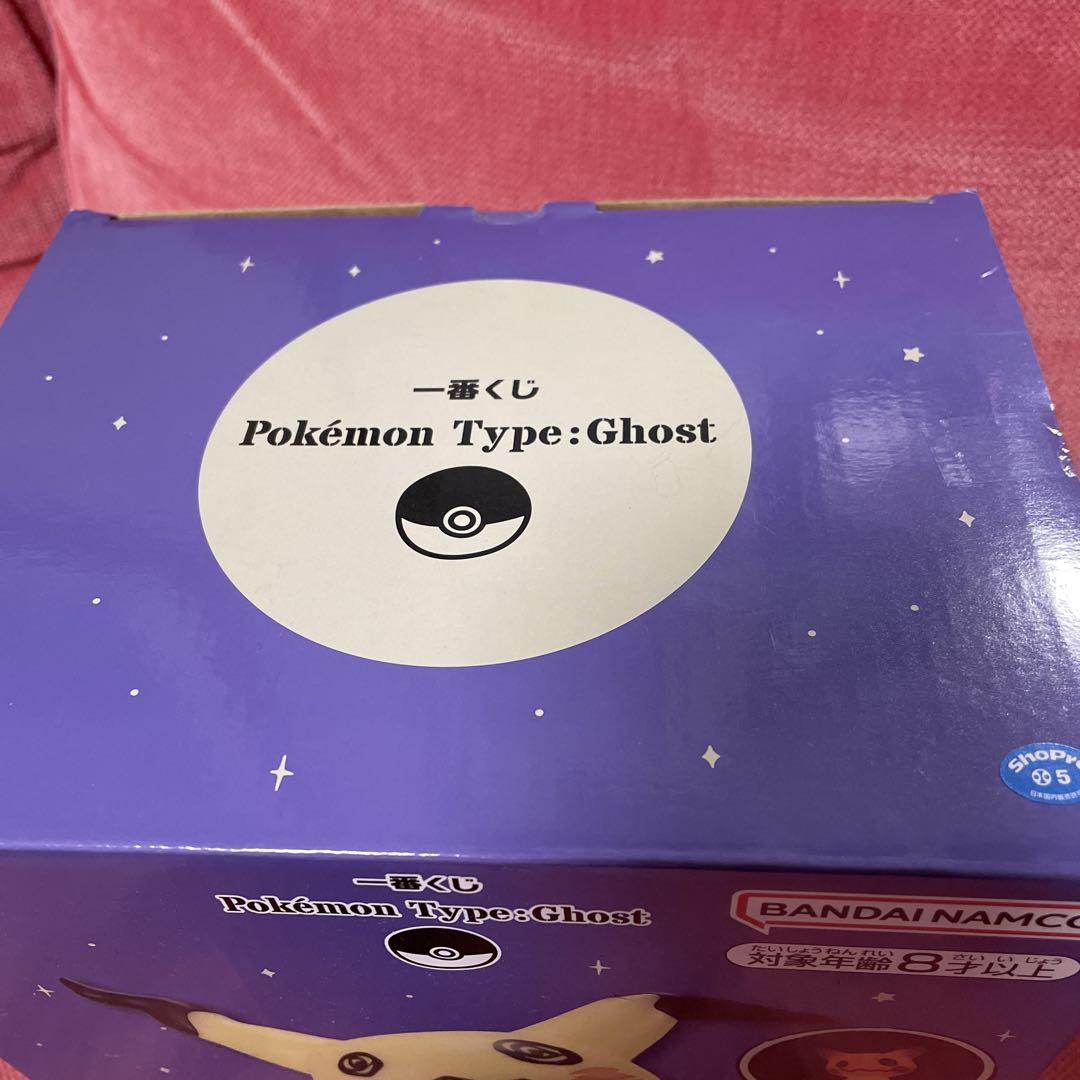 一番くじ
Pokémon Type:Ghost
ShoPro
5
一番くじ
Pokémon Type:Ghost
BANDAI NAMCO
たいしょうねんれい さいいじょう
対象年齢8才以上